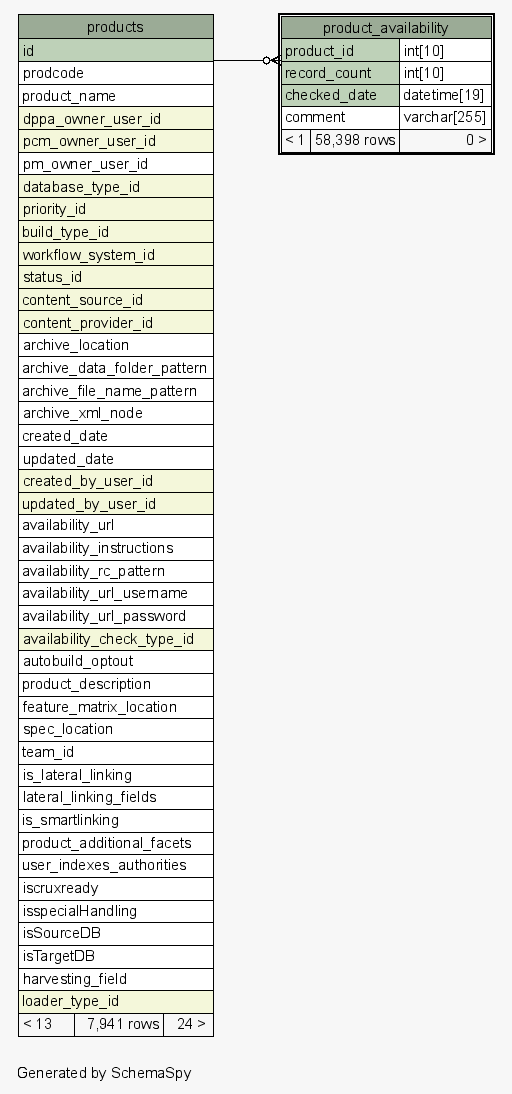 products
id
prodcode
product_name
dppa_owner_user_id
pcm_owner_user_id
pm_owner_user_id
database_type_id
priority_id
build_type_id
workflow_system_id
status_id
content_source_id
content_provider_id
archive_location
archive_data_folder_pattern
archive_file_name_pattern
archive_xml_node
created_date
updated_date
created_by_user_id
updated_by_user_id
availability_url
availability_instructions
availability_rc_pattern
availability_url_username
availability_url_password
availability_check_type_id
autobuild_optout
product_description
feature_matrix_location
spec_location
team_id
is_lateral_linking
lateral_linking_fields
is_smartlinking
product_additional_facets
user_indexes_authorities
iscruxready
isspecialHandling
isSourceDB
isTargetDB
harvesting_field
loader_type_id
< 13 7,941 rows 24 >
product_availability
product_id int[10]
record_count int[10]
checked_date datetime[19]
comment varchar[255]
< 1 58,398 rows 0 >
Generated by SchemaSpy